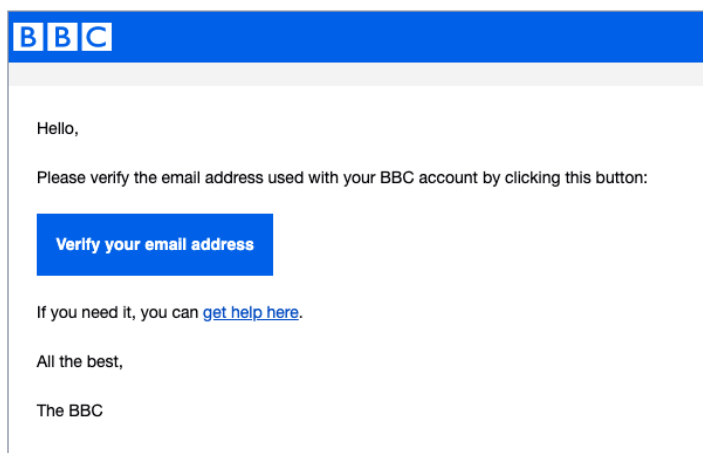 BBC
Hello,
Please verify the email address used with your BBC account by clicking this button:
Verify your email address
If you need it, you can get help here.
All the best,
The BBC